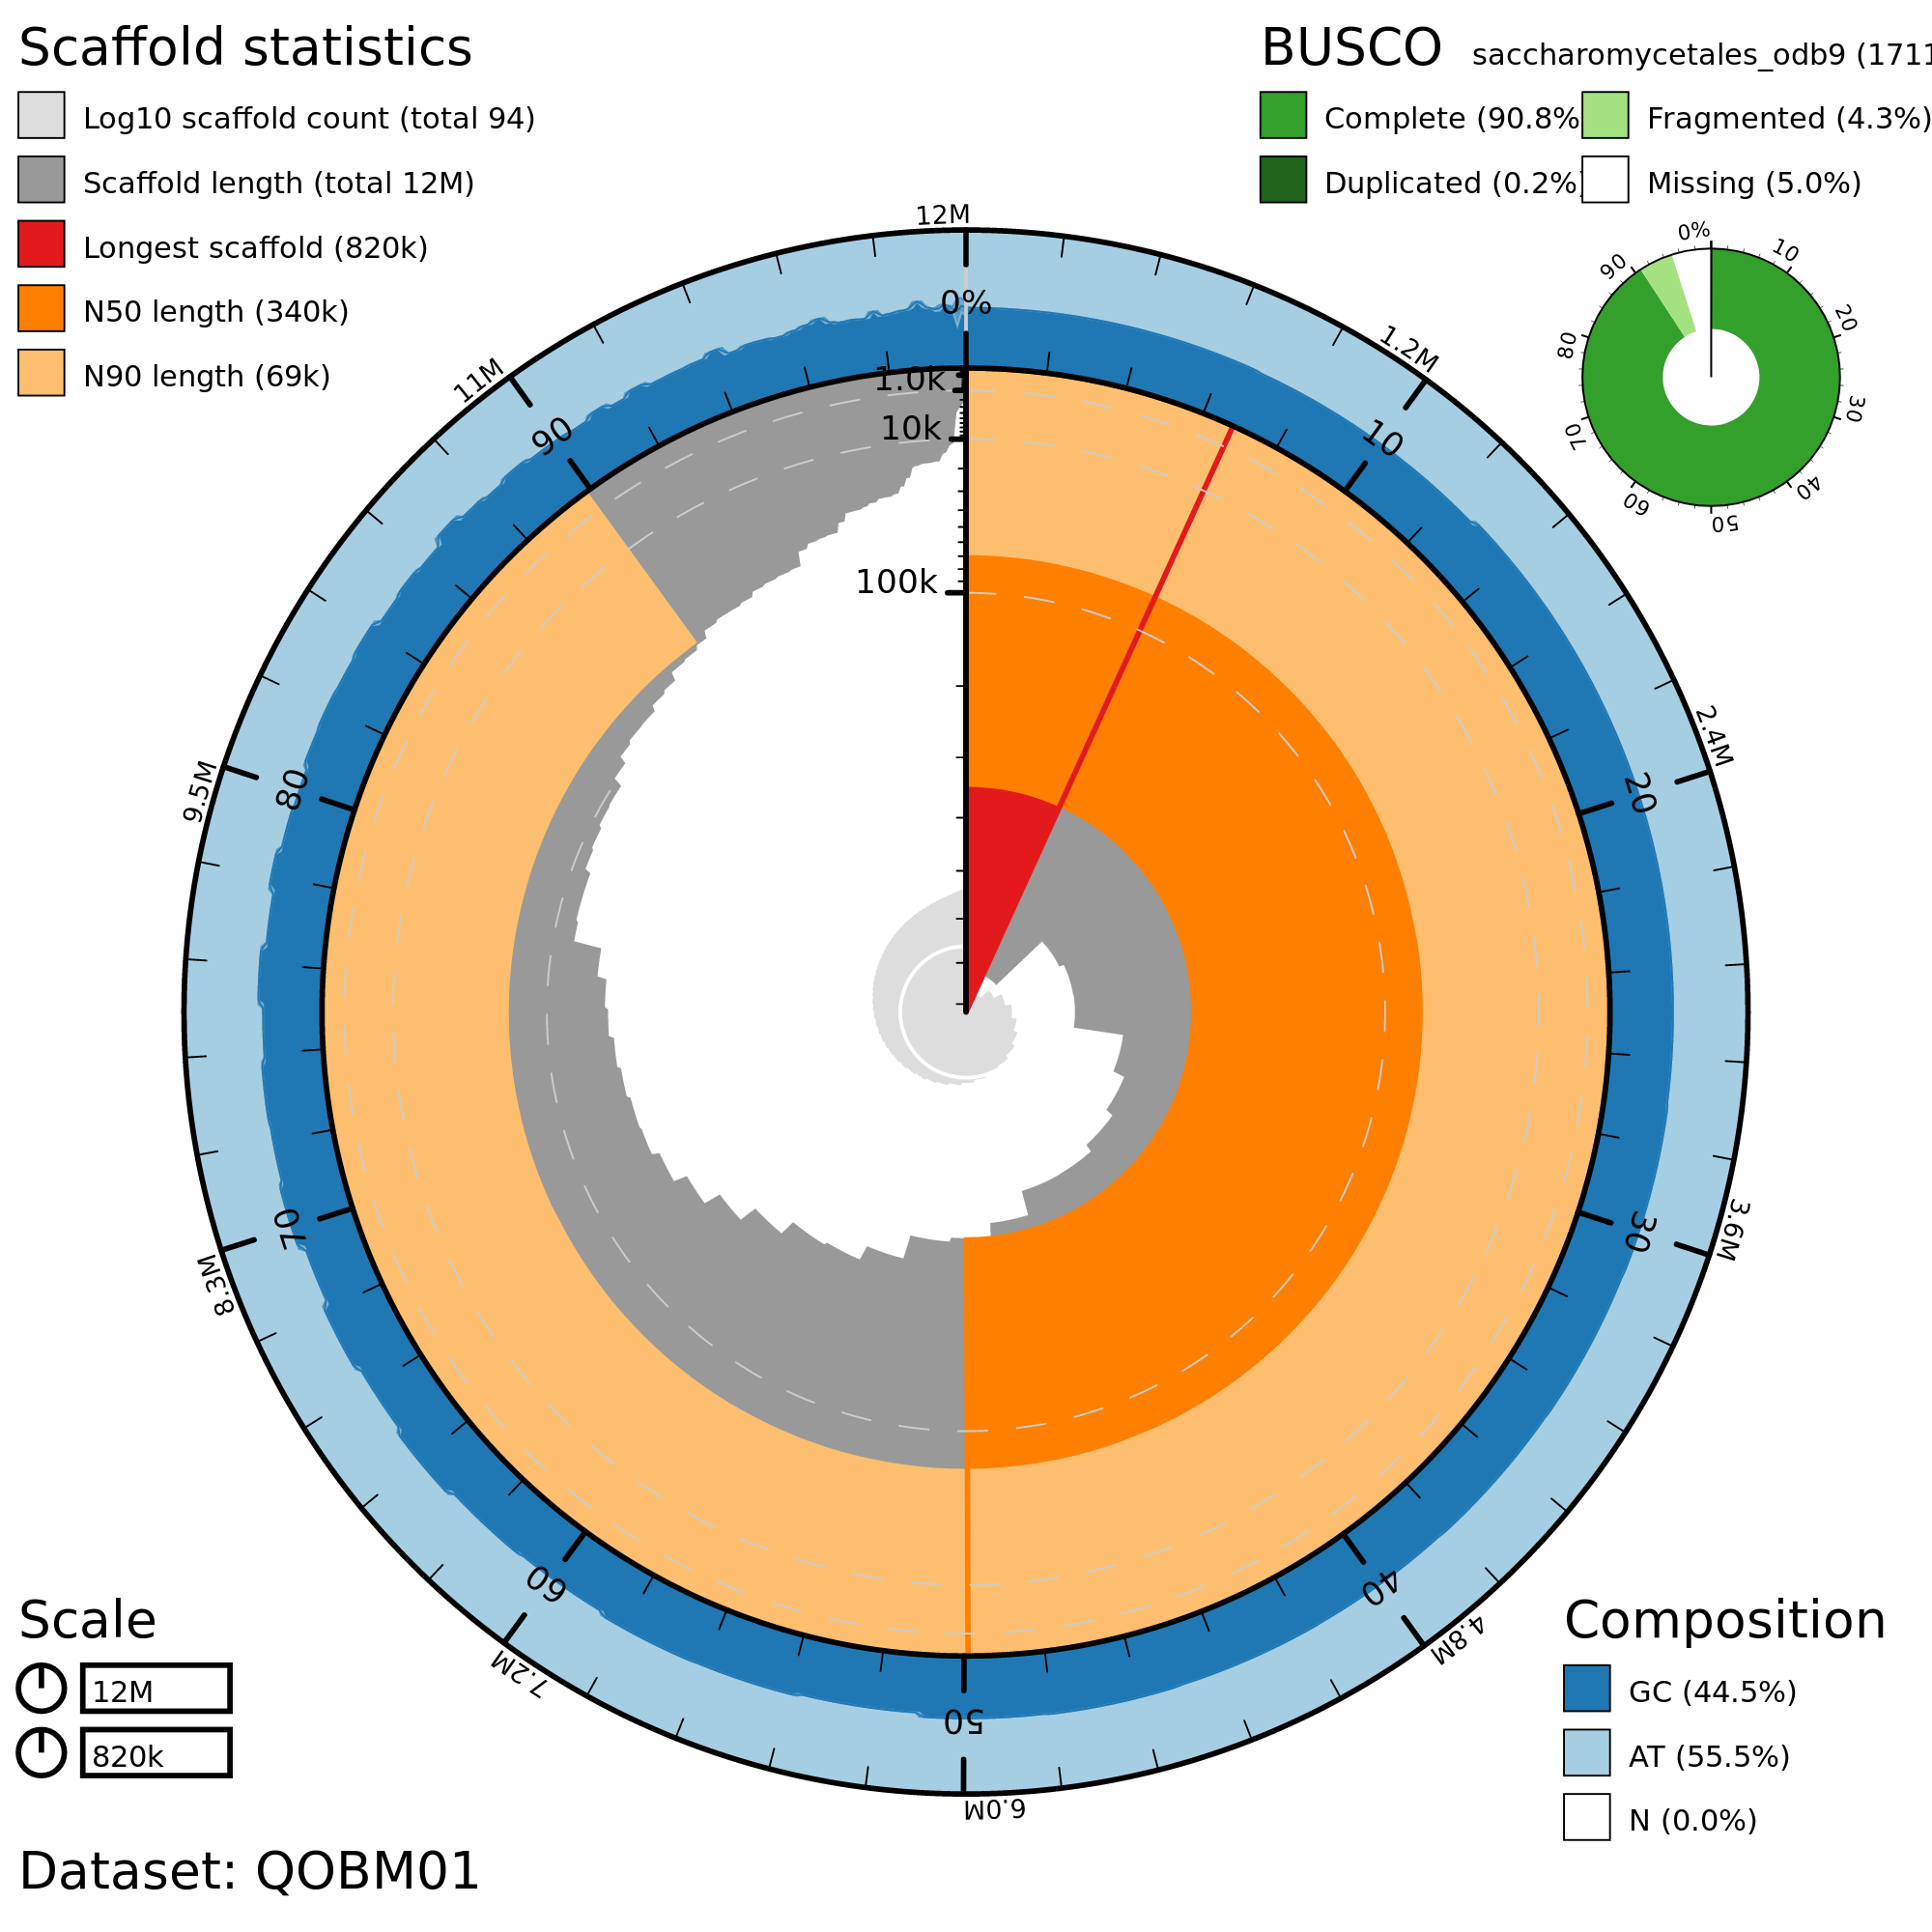 Scaffold statistics
Log10 scaffold count (total 94)
Scaffold length (total 12M)
Longest scaffold (820k)
N50 length (340k)
N90 length (69k)
BUSCO saccharomycetales_odb9 (1711
Complete (90.8%
Fragmented (4.3%)
Duplicated (0.2%)
Missing (5.0%)
0%
10
20
30
40
50
60
70
80
90
12M
1.2M
2.4M
3.6M
4.8M
6.0M
7.2M
8.3M
9.5M
11M
0%
10
20
30
40
50
60
70
80
90
1.0k
10k
100k
Scale
12M
820k
Composition
GC (44.5%)
AT (55.5%)
N (0.0%)
Dataset: QOBM01